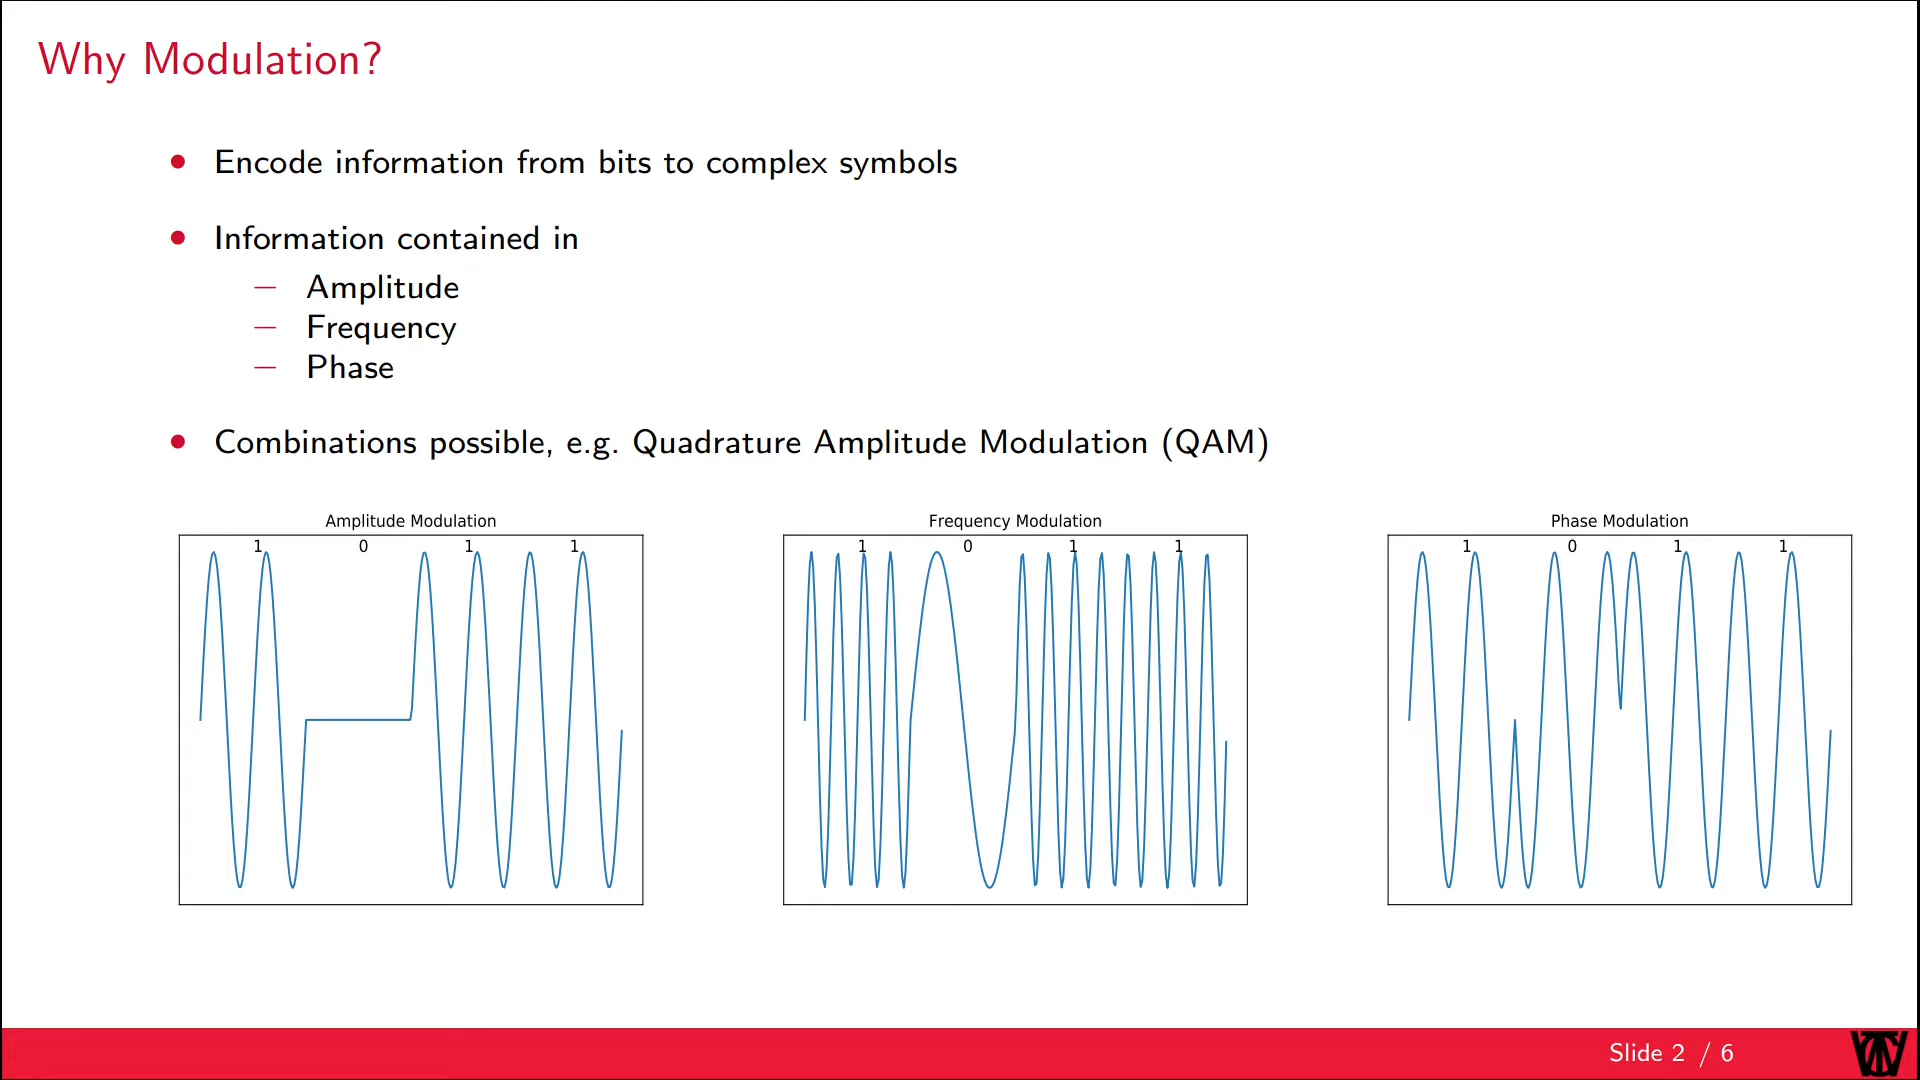 Why Modulation?
• Encode information from bits to complex symbols
• Information contained in
— Amplitude
— Frequency
— Phase
• Combinations possible, e.g. Quadrature Amplitude Modulation (QAM)
Amplitude Modulation
1 0 1 1
Frequency Modulation
1 0 1 1
Phase Modulation
1 0 1 1
Slide 2 / 6